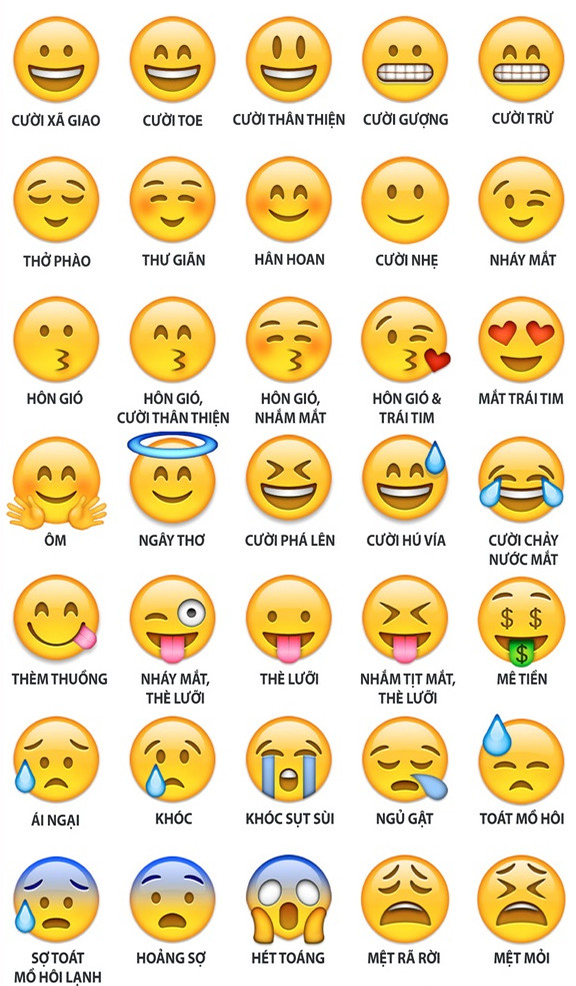 CƯỜI XÃ GIAO
CƯỜI TOE
CƯỜI THÂN THIỆN
CƯỜI GƯỢNG
CƯỜI TRỪ
THỞ PHÀO
THƯ GIÃN
HÂN HOAN
CƯỜI NHẸ
NHÁY MẮT
HÔN GIÓ
HÔN GIÓ,
CƯỜI THÂN THIỆN
HÔN GIÓ,
NHẮM MẮT
HÔN GIÓ &
TRÁI TIM
MẮT TRÁI TIM
ÔM
NGÂY THƠ
CƯỜI PHÁ LÊN
CƯỜI HÚ VÍA
CƯỜI CHẢY
NƯỚC MẮT
THÈM THUỒNG
NHÁY MẮT,
THÈ LƯỠI
THÈ LƯỠI
NHẮM TỊT MẮT,
THÈ LƯỠI
$ $
$
MÊ TIỀN
ÁI NGẠI
KHÓC
KHÓC SỤT SÙI
NGỦ GẬT
TOÁT MỒ HÔI
SỢ TOÁT
MỒ HÔI LẠNH
HOẢNG SỢ
HÉT TOÁNG
MỆT RÃ RỜI
MỆT MỎI